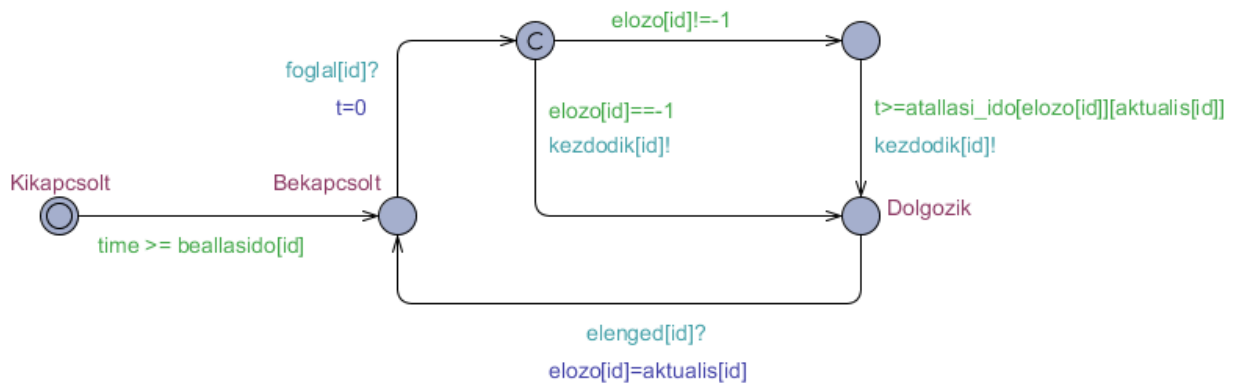 elozo[id]!=-1
C
foglal[id]?
t=0
elozo[id]==-1
kezdodik[id]!
t>=atallasi_ido[elozo[id]][aktualis[id]]
kezdodik[id]!
Kikapcsolt
Bekapcsolt
Dolgozik
time >= beallasido[id]
elenged[id]?
elozo[id]=aktualis[id]